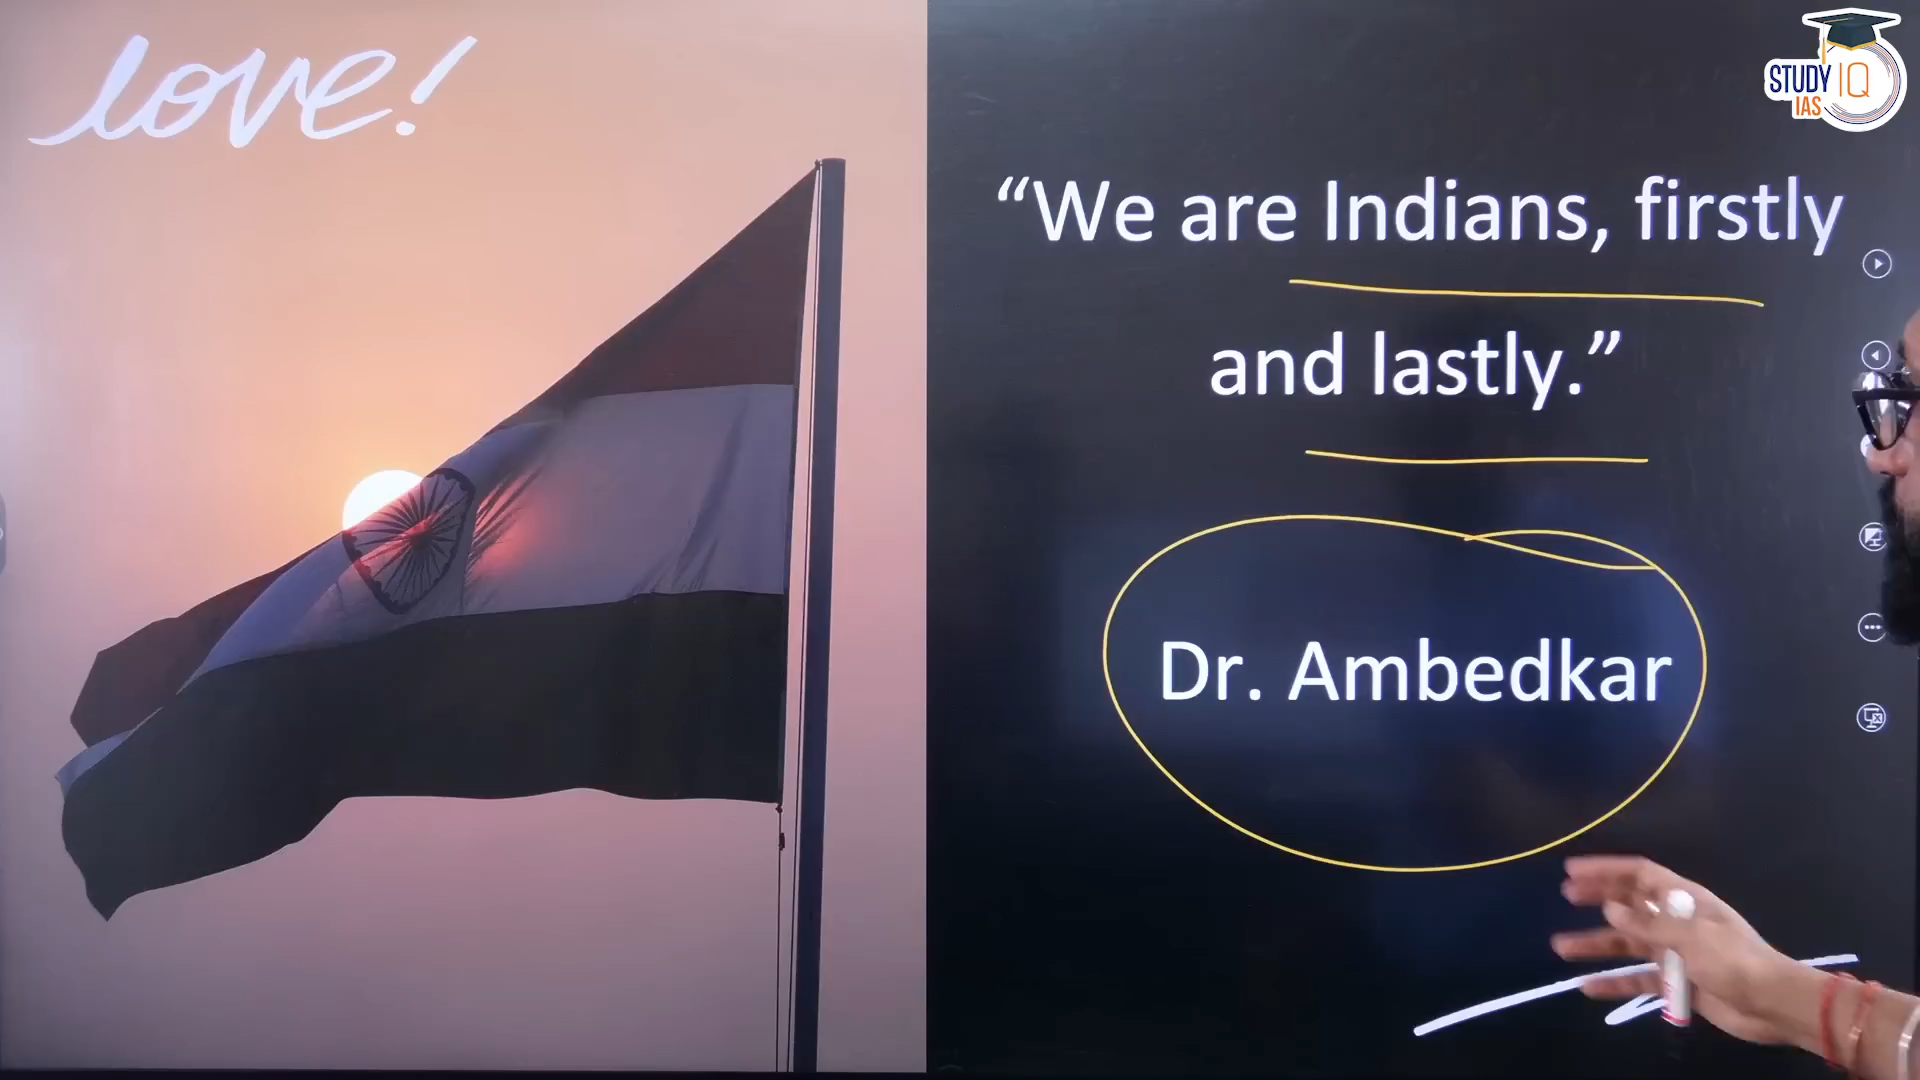 love!
STUDY IQ
IAS
“We are Indians, firstly
and lastly.”
Dr. Ambedkar